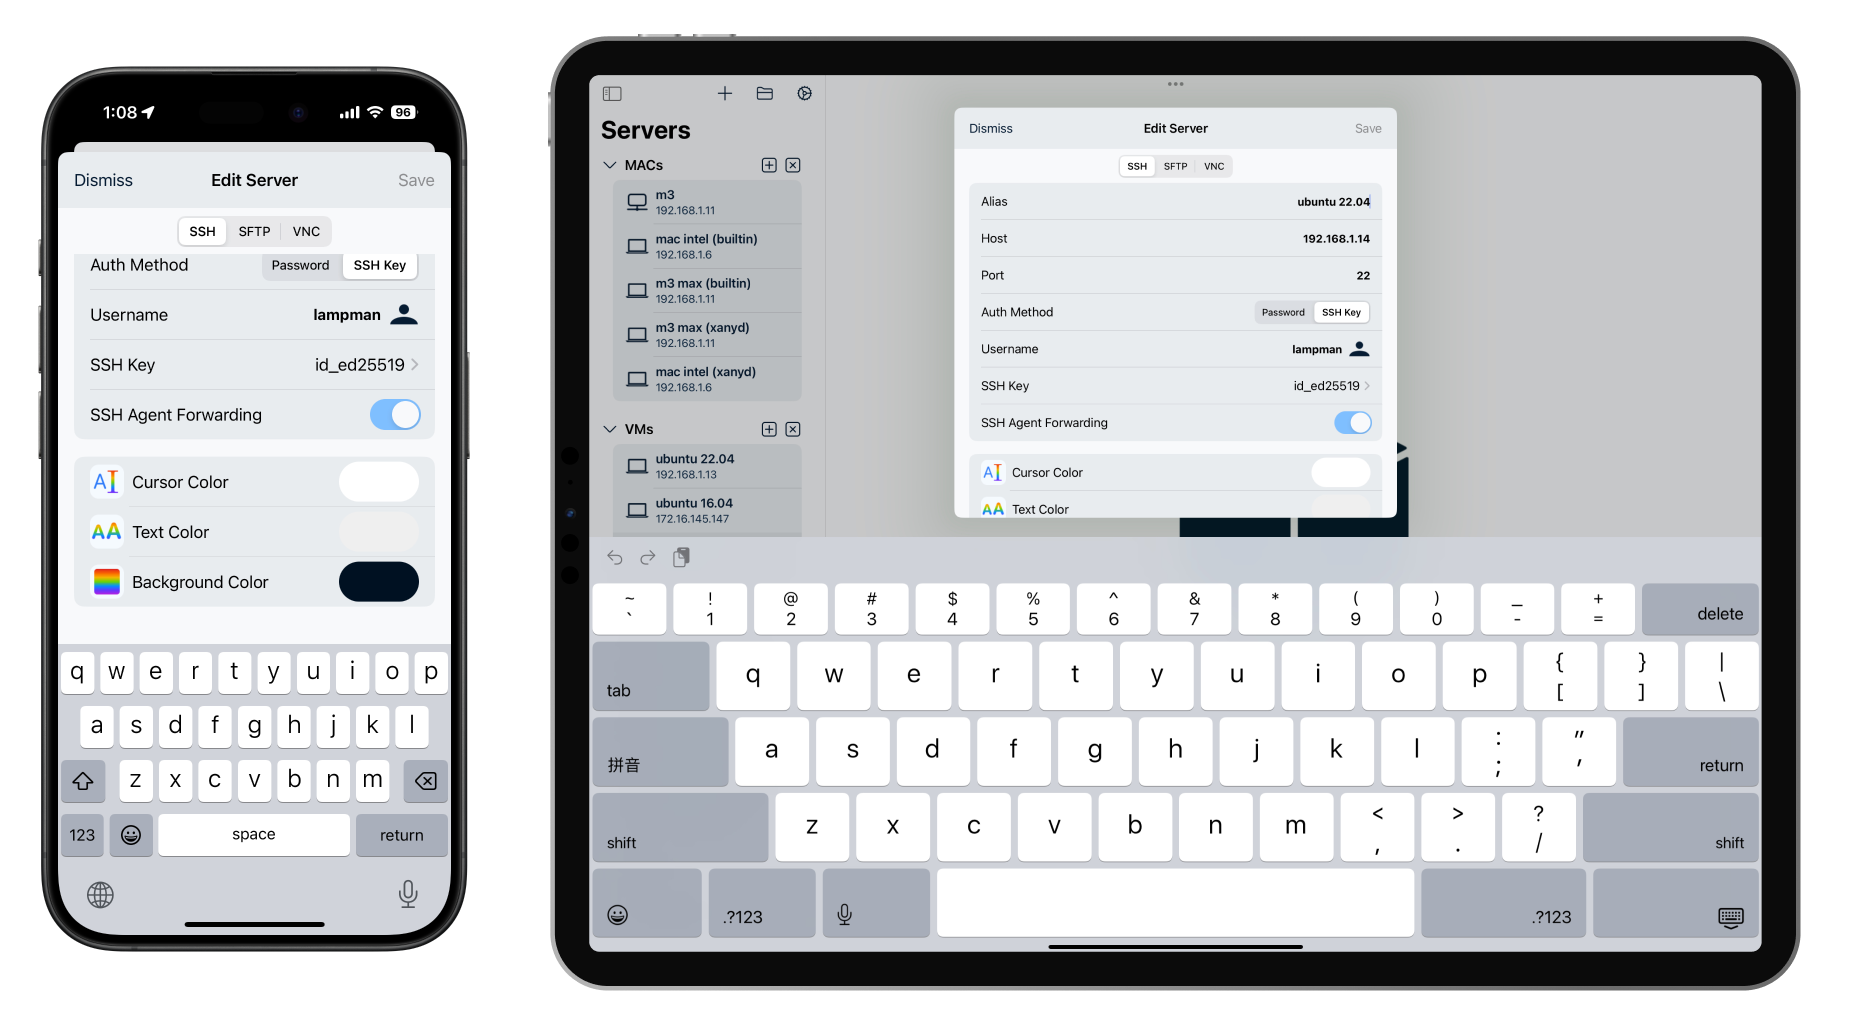 1:08
96
Dismiss
Edit Server
Save
SSH
SFTP
VNC
Auth Method
Password
SSH Key
Username
lampman
SSH Key
id_ed25519
SSH Agent Forwarding
AI
Cursor Color
AA
Text Color
Background Color
q w e r t y u i o p
a s d f g h j k l
z x c v b n m
123
space
return
Servers
MACs
m3
192.168.1.11
mac intel (builtin)
192.168.1.6
m3 max (builtin)
192.168.1.11
m3 max (xanyd)
192.168.1.11
mac intel (xanyd)
192.168.1.6
VMs
ubuntu 22.04
192.168.1.13
ubuntu 16.04
172.16.145.147
Dismiss
Edit Server
Save
SSH
SFTP
VNC
Alias
ubuntu 22.04
Host
192.168.1.14
Port
22
Auth Method
Password
SSH Key
Username
lampman
SSH Key
id_ed25519
SSH Agent Forwarding
AI
Cursor Color
AA
Text Color
~ ! @ # $ % ^ & * ( ) _ +
` 1 2 3 4 5 6 7 8 9 0 - =
delete
tab
q w e r t y u i o p { } |
[ ] \
拼音
a s d f g h j k l : "
; '
return
shift
z x c v b n m < > ?
, . /
shift
.?123
.?123